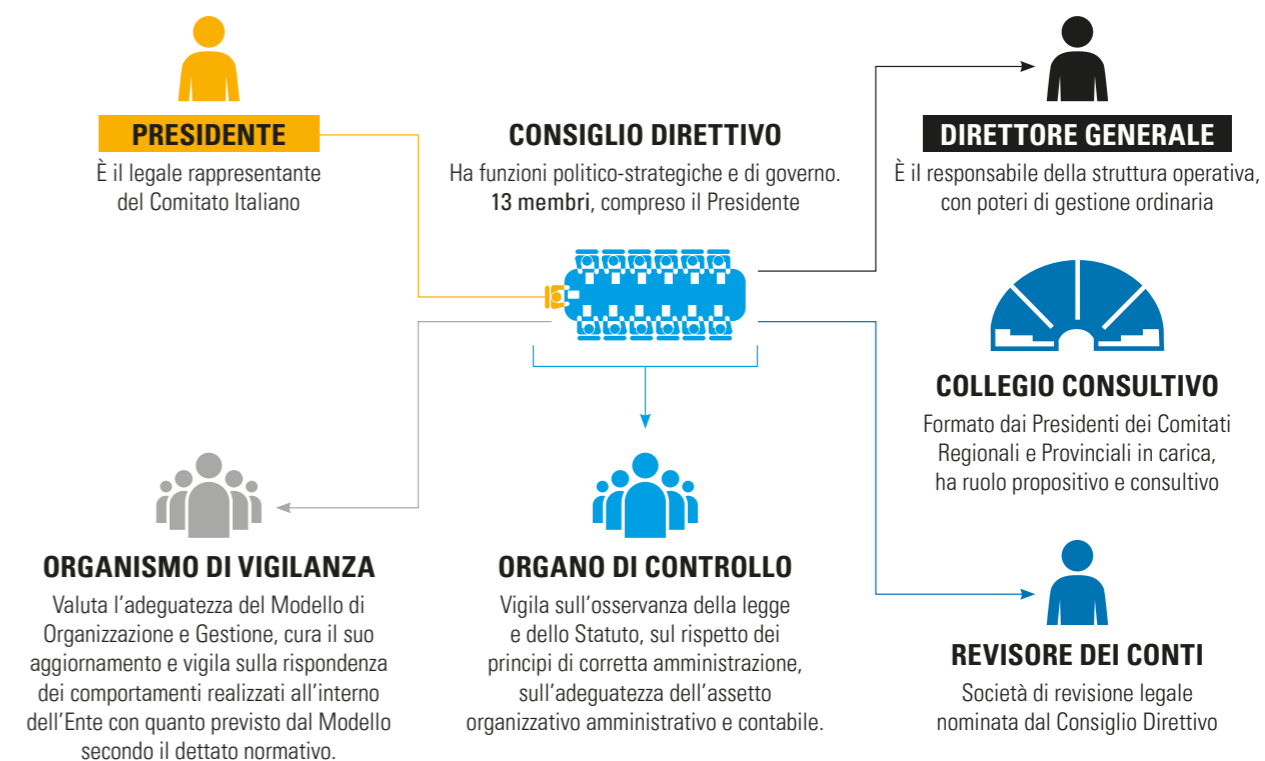 PRESIDENTE
È il legale rappresentante
del Comitato Italiano
CONSIGLIO DIRETTIVO
Ha funzioni politico-strategiche e di governo.
13 membri, compreso il Presidente
DIRETTORE GENERALE
È il responsabile della struttura operativa,
con poteri di gestione ordinaria
COLLEGIO CONSULTIVO
Formato dai Presidenti dei Comitati
Regionali e Provinciali in carica,
ha ruolo propositivo e consultivo
ORGANISMO DI VIGILANZA
Valuta l’adeguatezza del Modello di
Organizzazione e Gestione, cura il suo
aggiornamento e vigila sulla rispondenza
dei comportamenti realizzati all’interno
dell’Ente con quanto previsto dal Modello
secondo il dettato normativo.
ORGANO DI CONTROLLO
Vigila sull’osservanza della legge
e dello Statuto, sul rispetto dei
principi di corretta amministrazione,
sull’adeguatezza dell’assetto
organizzativo amministrativo e contabile.
REVISORE DEI CONTI
Società di revisione legale
nominata dal Consiglio Direttivo